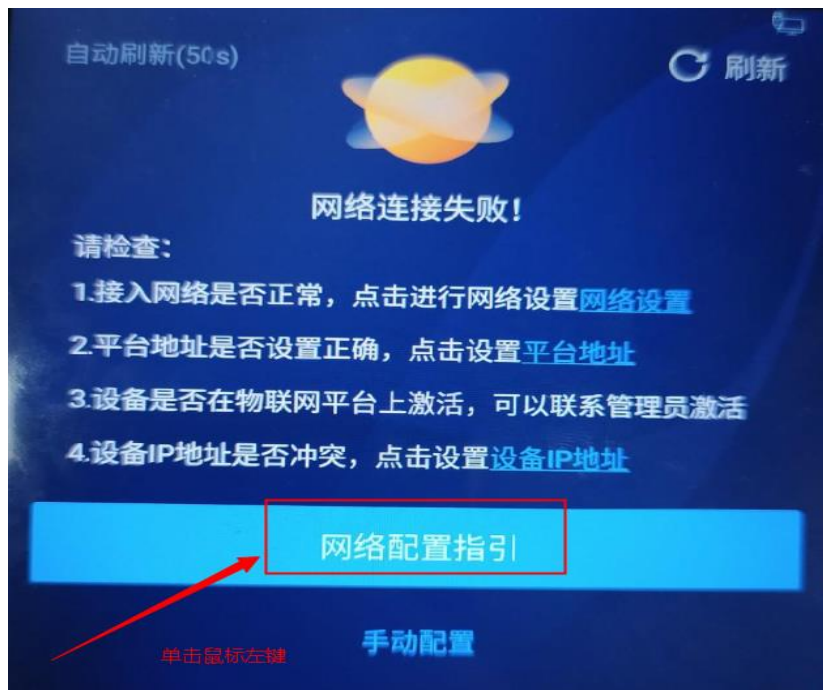 自动刷新(50s)
刷新
网络连接失败!
请检查:
1.接入网络是否正常，点击进行网络设置网络设置
2.平台地址是否设置正确，点击设置平台地址
3.设备是否在物联网平台上激活，可以联系管理员激活
4.设备IP地址是否冲突，点击设置设备IP地址
网络配置指引
单击鼠标左键
手动配置